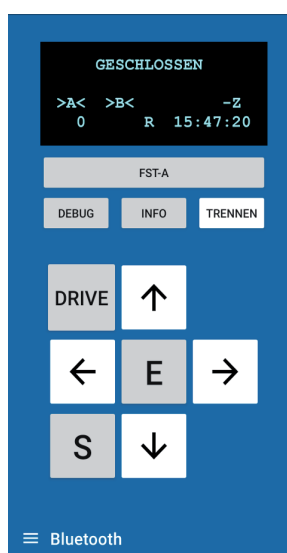 GESCHLOSSEN
>A< >B< -Z
0 R 15:47:20
FST-A
DEBUG INFO TRENNEN
DRIVE ↑
← E →
S ↓
☰ Bluetooth